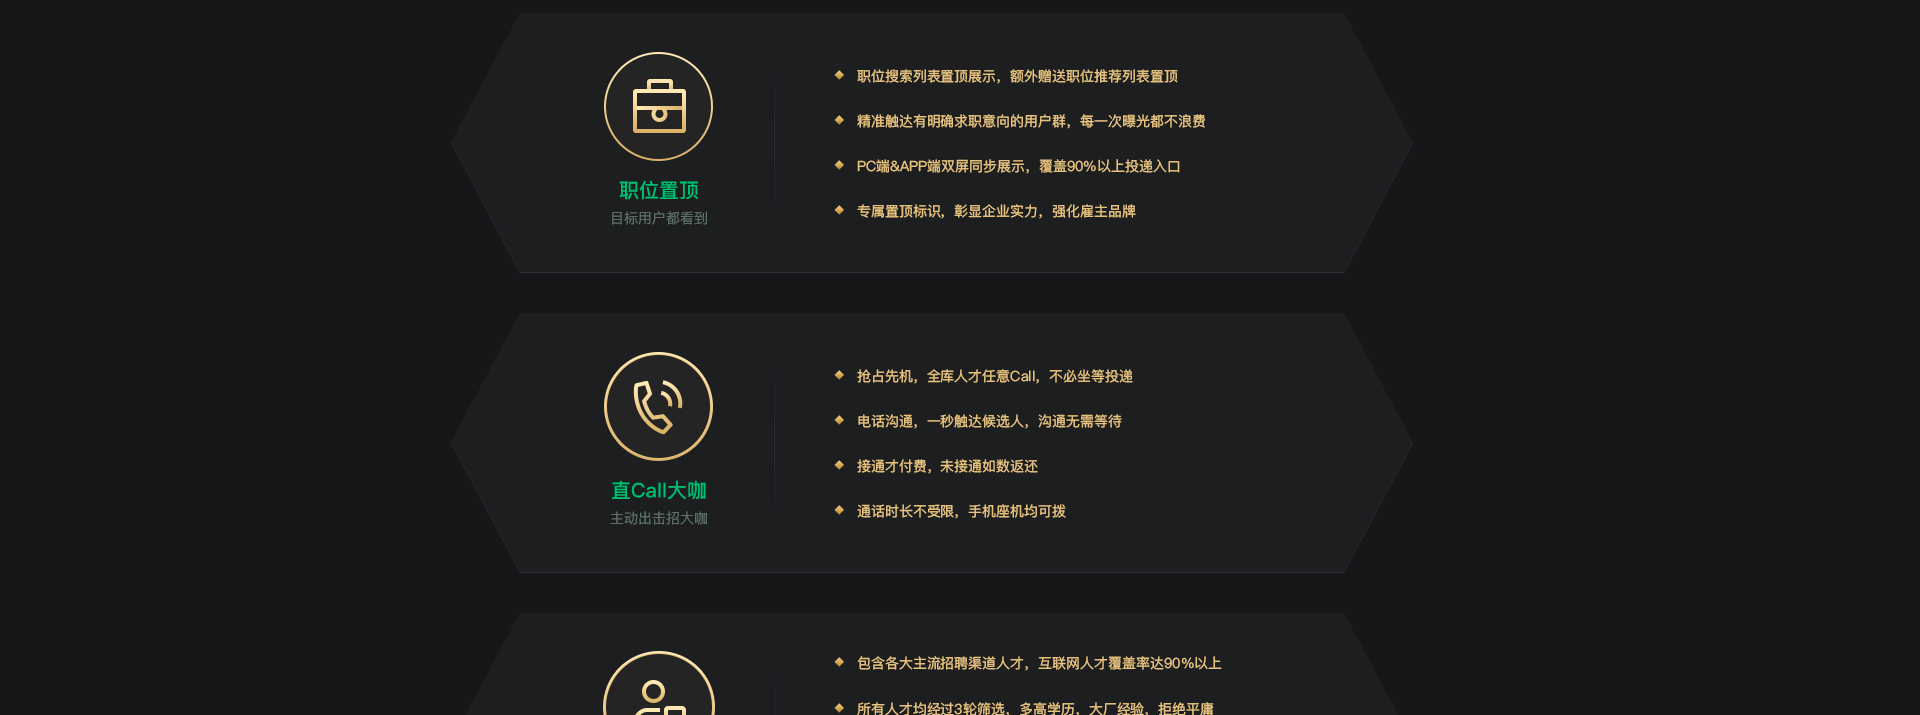 职位置顶
目标用户都看到
职位搜索列表置顶展示，额外赠送职位推荐列表置顶
精准触达有明确求职意向的用户群，每一次曝光都不浪费
PC端&APP端双屏同步展示，覆盖90%以上投递入口
专属置顶标识，彰显企业实力，强化雇主品牌
直Call大咖
主动出击招大咖
抢占先机，全库人才任意Call，不必坐等投递
电话沟通，一秒触达候选人，沟通无需等待
接通才付费，未接通如数返还
通话时长不受限，手机座机均可拨
包含各大主流招聘渠道人才，互联网人才覆盖率达90%以上
所有人才均经过3轮筛选，多高学历，大厂经验，拒绝平庸